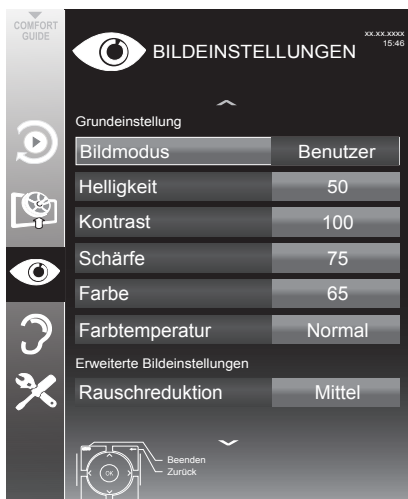 COMFORT
GUIDE
BILDEINSTELLUNGEN
xx.xx.xxxx
15:46
Grundeinstellung
Bildmodus Benutzer
Helligkeit 50
Kontrast 100
Schärfe 75
Farbe 65
Farbtemperatur Normal
Erweiterte Bildeinstellungen
Rauschreduktion Mittel
Beenden
OK
Zurück